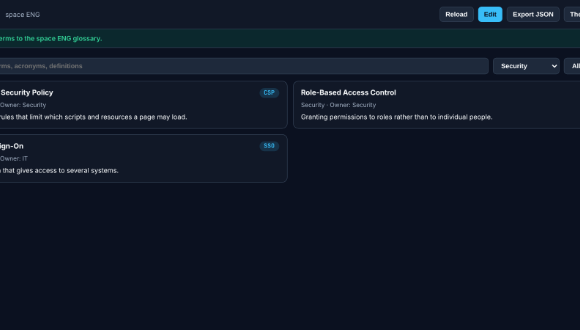 space ENG
Reload
Edit
Export JSON
erms to the space ENG glossary.
ms, acronyms, definitions
Security
All
Security Policy
CSP
Owner: Security
rules that limit which scripts and resources a page may load.
Role-Based Access Control
Security · Owner: Security
Granting permissions to roles rather than to individual people.
gn-On
SSO
Owner: IT
that gives access to several systems.